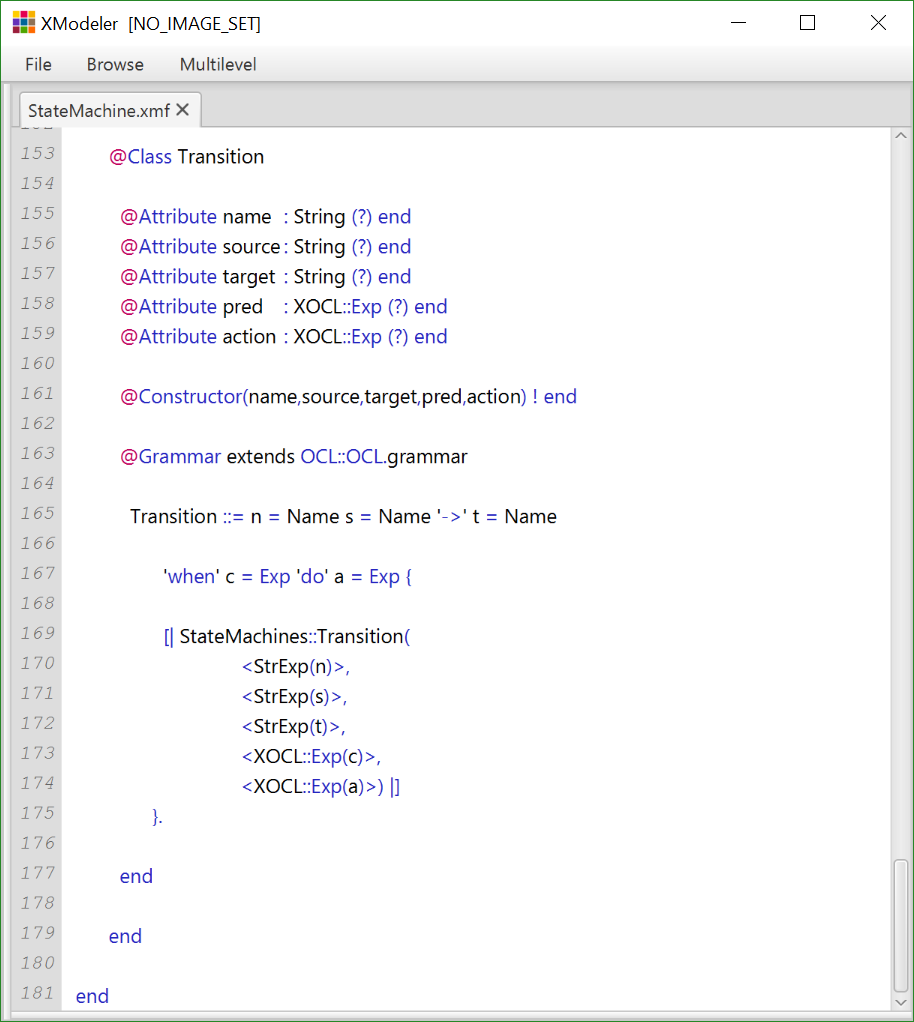 XModeler [NO_IMAGE_SET]
File Browse Multilevel
StateMachine.xmf
153 @Class Transition
154
155 @Attribute name : String (?) end
156 @Attribute source : String (?) end
157 @Attribute target : String (?) end
158 @Attribute pred : XOCL::Exp (?) end
159 @Attribute action : XOCL::Exp (?) end
160
161 @Constructor(name,source,target,pred,action) ! end
162
163 @Grammar extends OCL::OCL.grammar
164
165 Transition ::= n = Name s = Name '->' t = Name
166
167 'when' c = Exp 'do' a = Exp {
168
169 [| StateMachines::Transition(
170 <StrExp(n)>,
171 <StrExp(s)>,
172 <StrExp(t)>,
173 <XOCL::Exp(c)>,
174 <XOCL::Exp(a)>) |]
175 }.
176
177 end
178
179 end
180
181 end